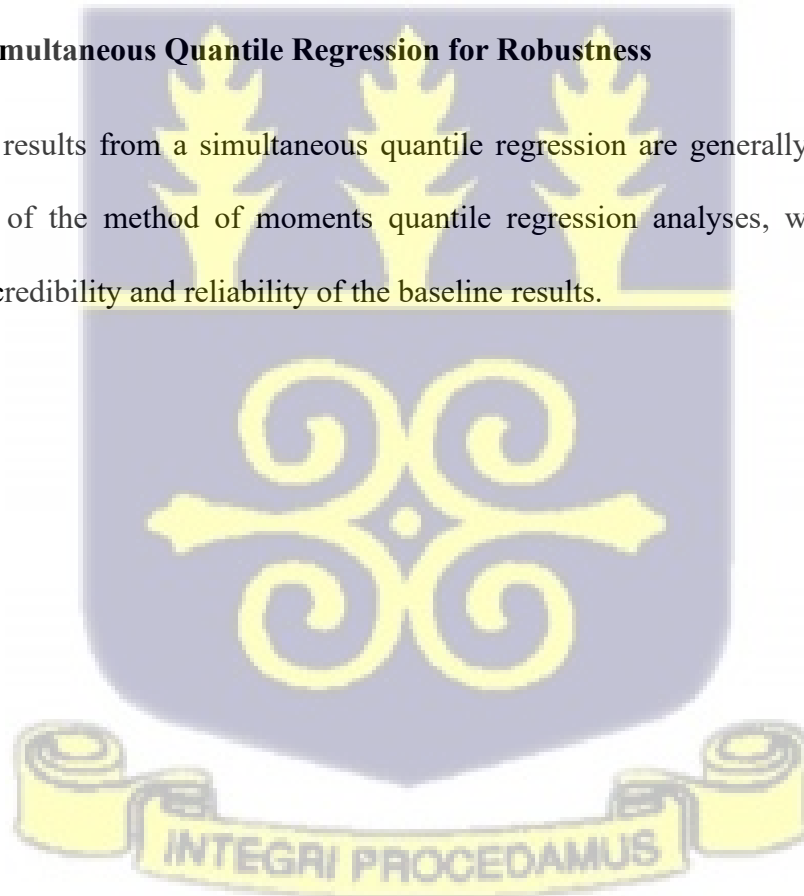 multaneous Quantile Regression for Robustness
results from a simultaneous quantile regression are generally
of the method of moments quantile regression analyses, w
credibility and reliability of the baseline results.
INTEGRI PROCEDAMUS